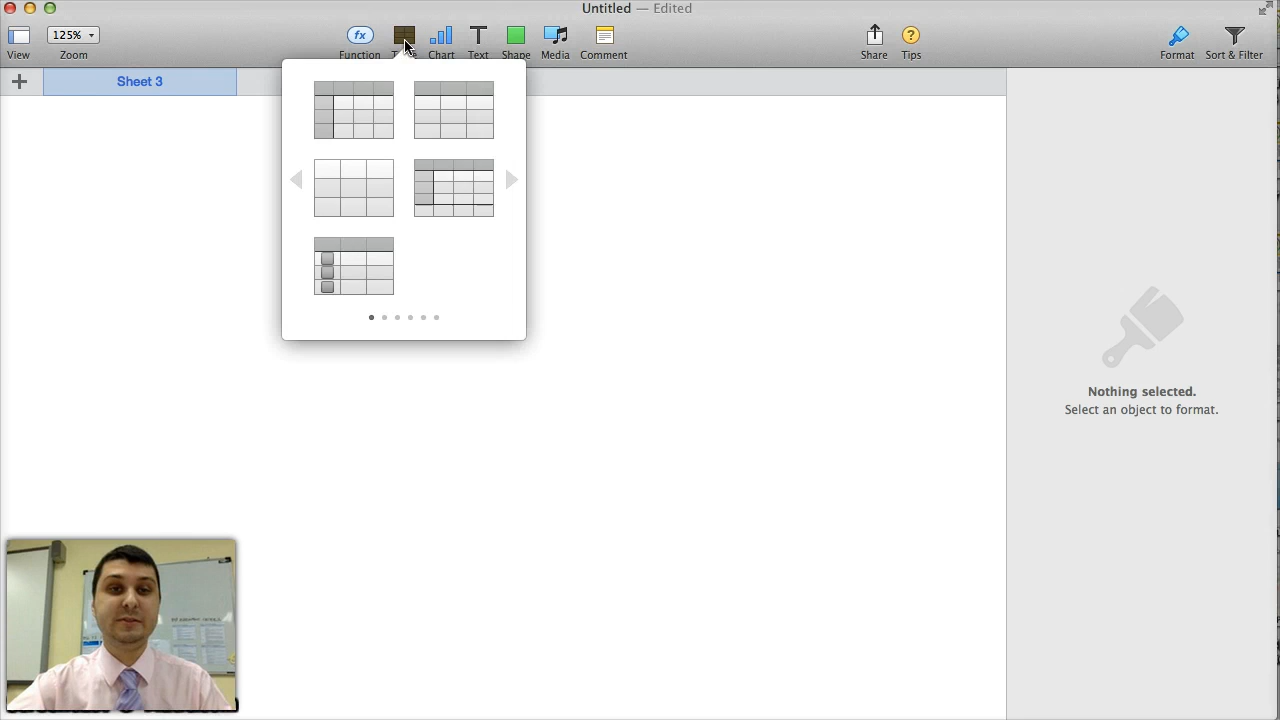 Untitled — Edited
125%
View
Zoom
fx
Function
Chart
Text
Shape
Media
Comment
Share
?
Tips
Format
Sort & Filter
+
Sheet 3
Nothing selected.
Select an object to format.